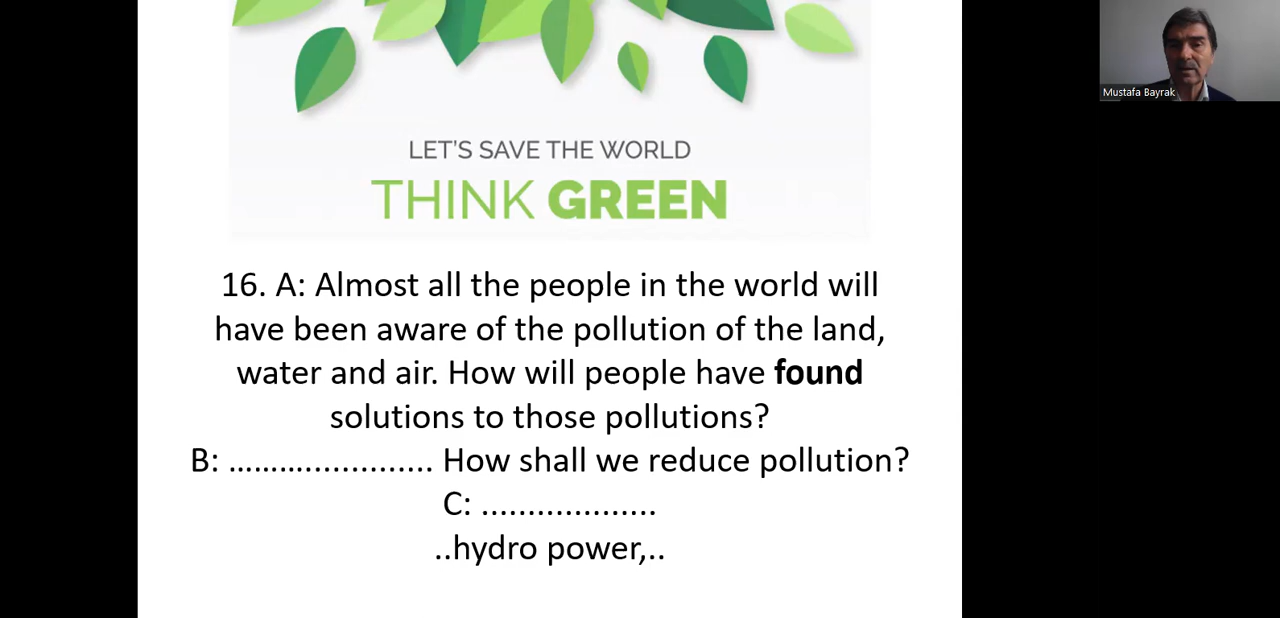 Mustafa Bayrak
LET'S SAVE THE WORLD
THINK GREEN
16. A: Almost all the people in the world will
have been aware of the pollution of the land,
water and air. How will people have found
solutions to those pollutions?
B: ……….............. How shall we reduce pollution?
C: ...................
..hydro power,..